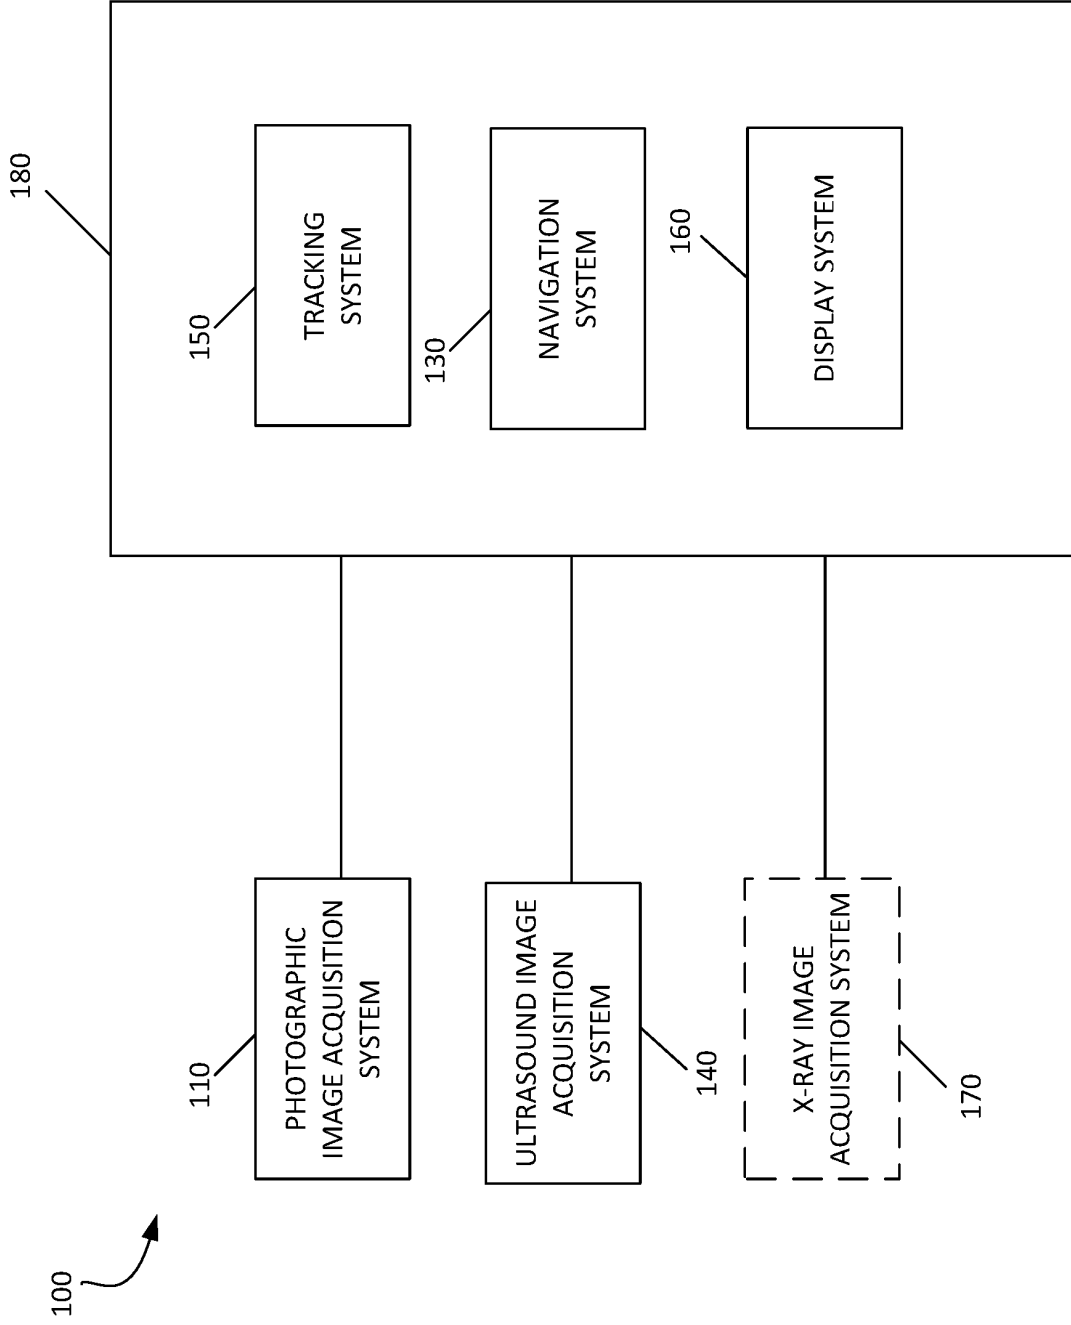 100
180
110
PHOTOGRAPHIC
IMAGE ACQUISITION
SYSTEM
150
TRACKING
SYSTEM
ULTRASOUND IMAGE
ACQUISITION
SYSTEM
140
130
NAVIGATION
SYSTEM
X-RAY IMAGE
ACQUISITION SYSTEM
170
160
DISPLAY SYSTEM